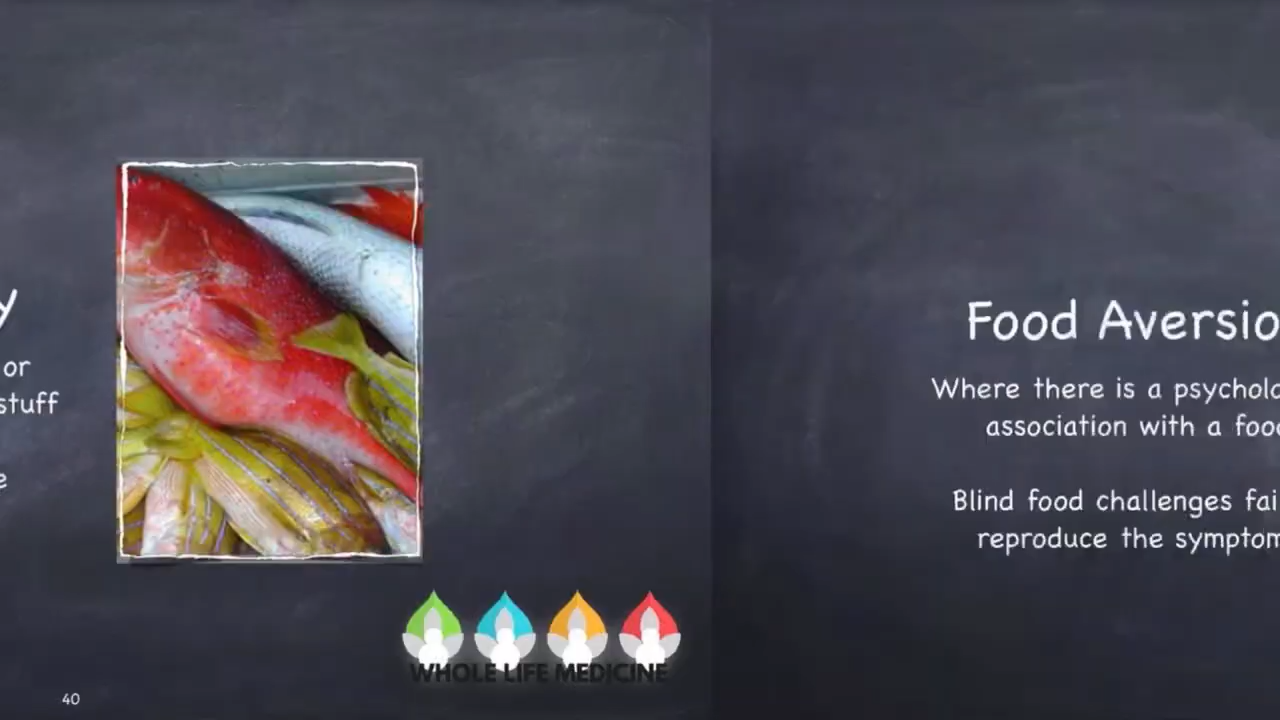 y
or
stuff
e
WHOLE LIFE MEDICINE
40
Food Aversio
Where there is a psycholo
association with a foo
Blind food challenges fai
reproduce the symptom